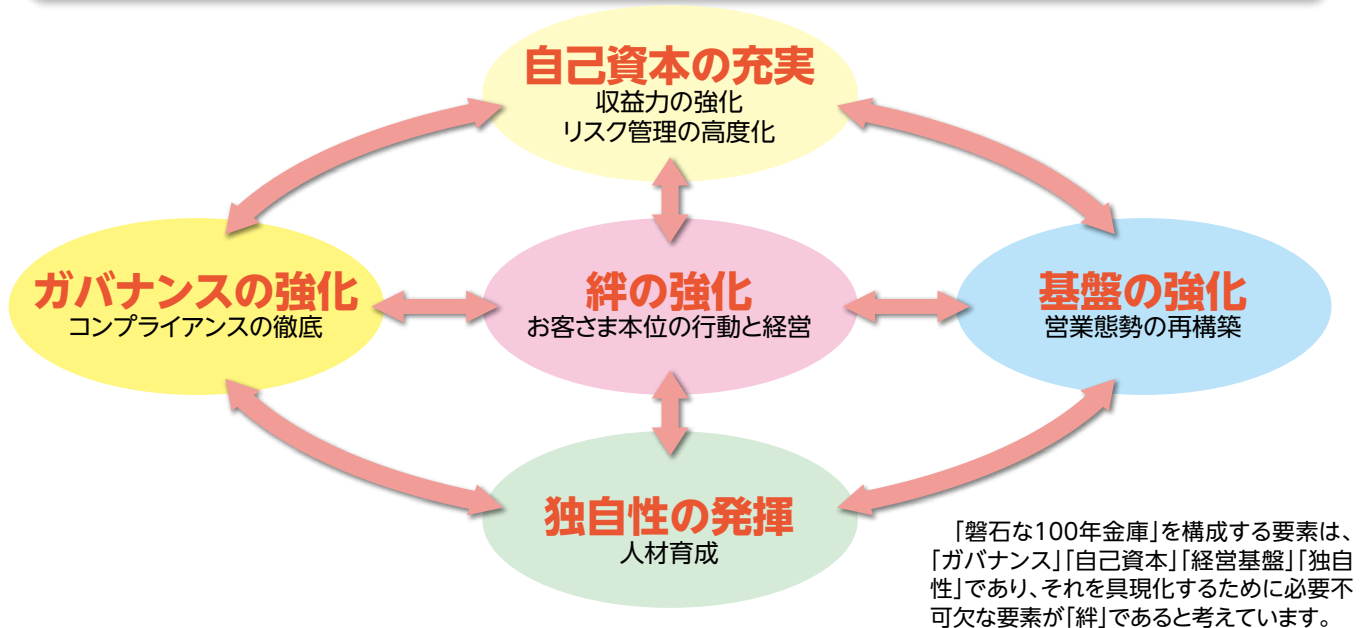 自己資本の充実
収益力の強化
リスク管理の高度化
ガバナンスの強化
コンプライアンスの徹底
絆の強化
お客さま本位の行動と経営
基盤の強化
営業態勢の再構築
独自性の発揮
人材育成
「磐石な100年金庫」を構成する要素は、
「ガバナンス」「自己資本」「経営基盤」「独自
性」であり、それを具現化するために必要不
可欠な要素が「絆」であると考えています。